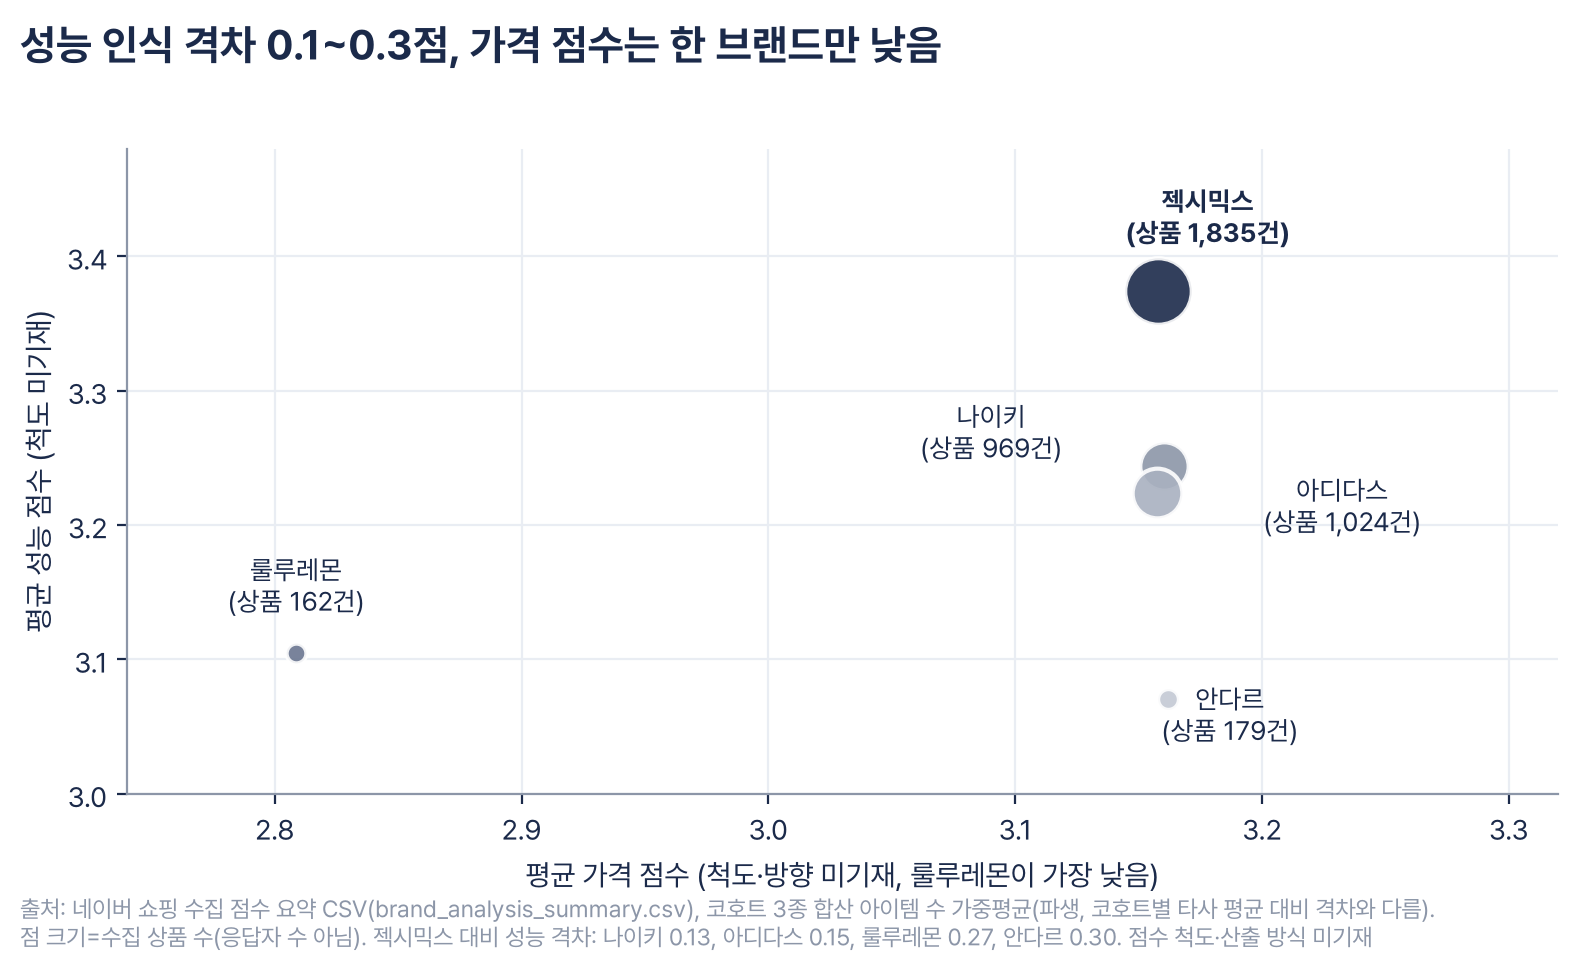 성능 인식 격차 0.1~0.3점, 가격 점수는 한 브랜드만 낮음
젝시믹스
(상품 1,835건)
3.4
3.3
나이키
(상품 969건)
아디다스
(상품 1,024건)
3.2
룰루레몬
(상품 162건)
3.1
안다르
(상품 179건)
3.0
평균 성능 점수 (척도 미기재)
2.8
2.9
3.0
3.1
3.2
3.3
평균 가격 점수 (척도·방향 미기재, 룰루레몬이 가장 낮음)
출처: 네이버 쇼핑 수집 점수 요약 CSV(brand_analysis_summary.csv), 코호트 3종 합산 아이템 수 가중평균(파생, 코호트별 타사 평균 대비 격차와 다름).
점 크기=수집 상품 수(응답자 수 아님). 젝시믹스 대비 성능 격차: 나이키 0.13, 아디다스 0.15, 룰루레몬 0.27, 안다르 0.30. 점수 척도·산출 방식 미기재